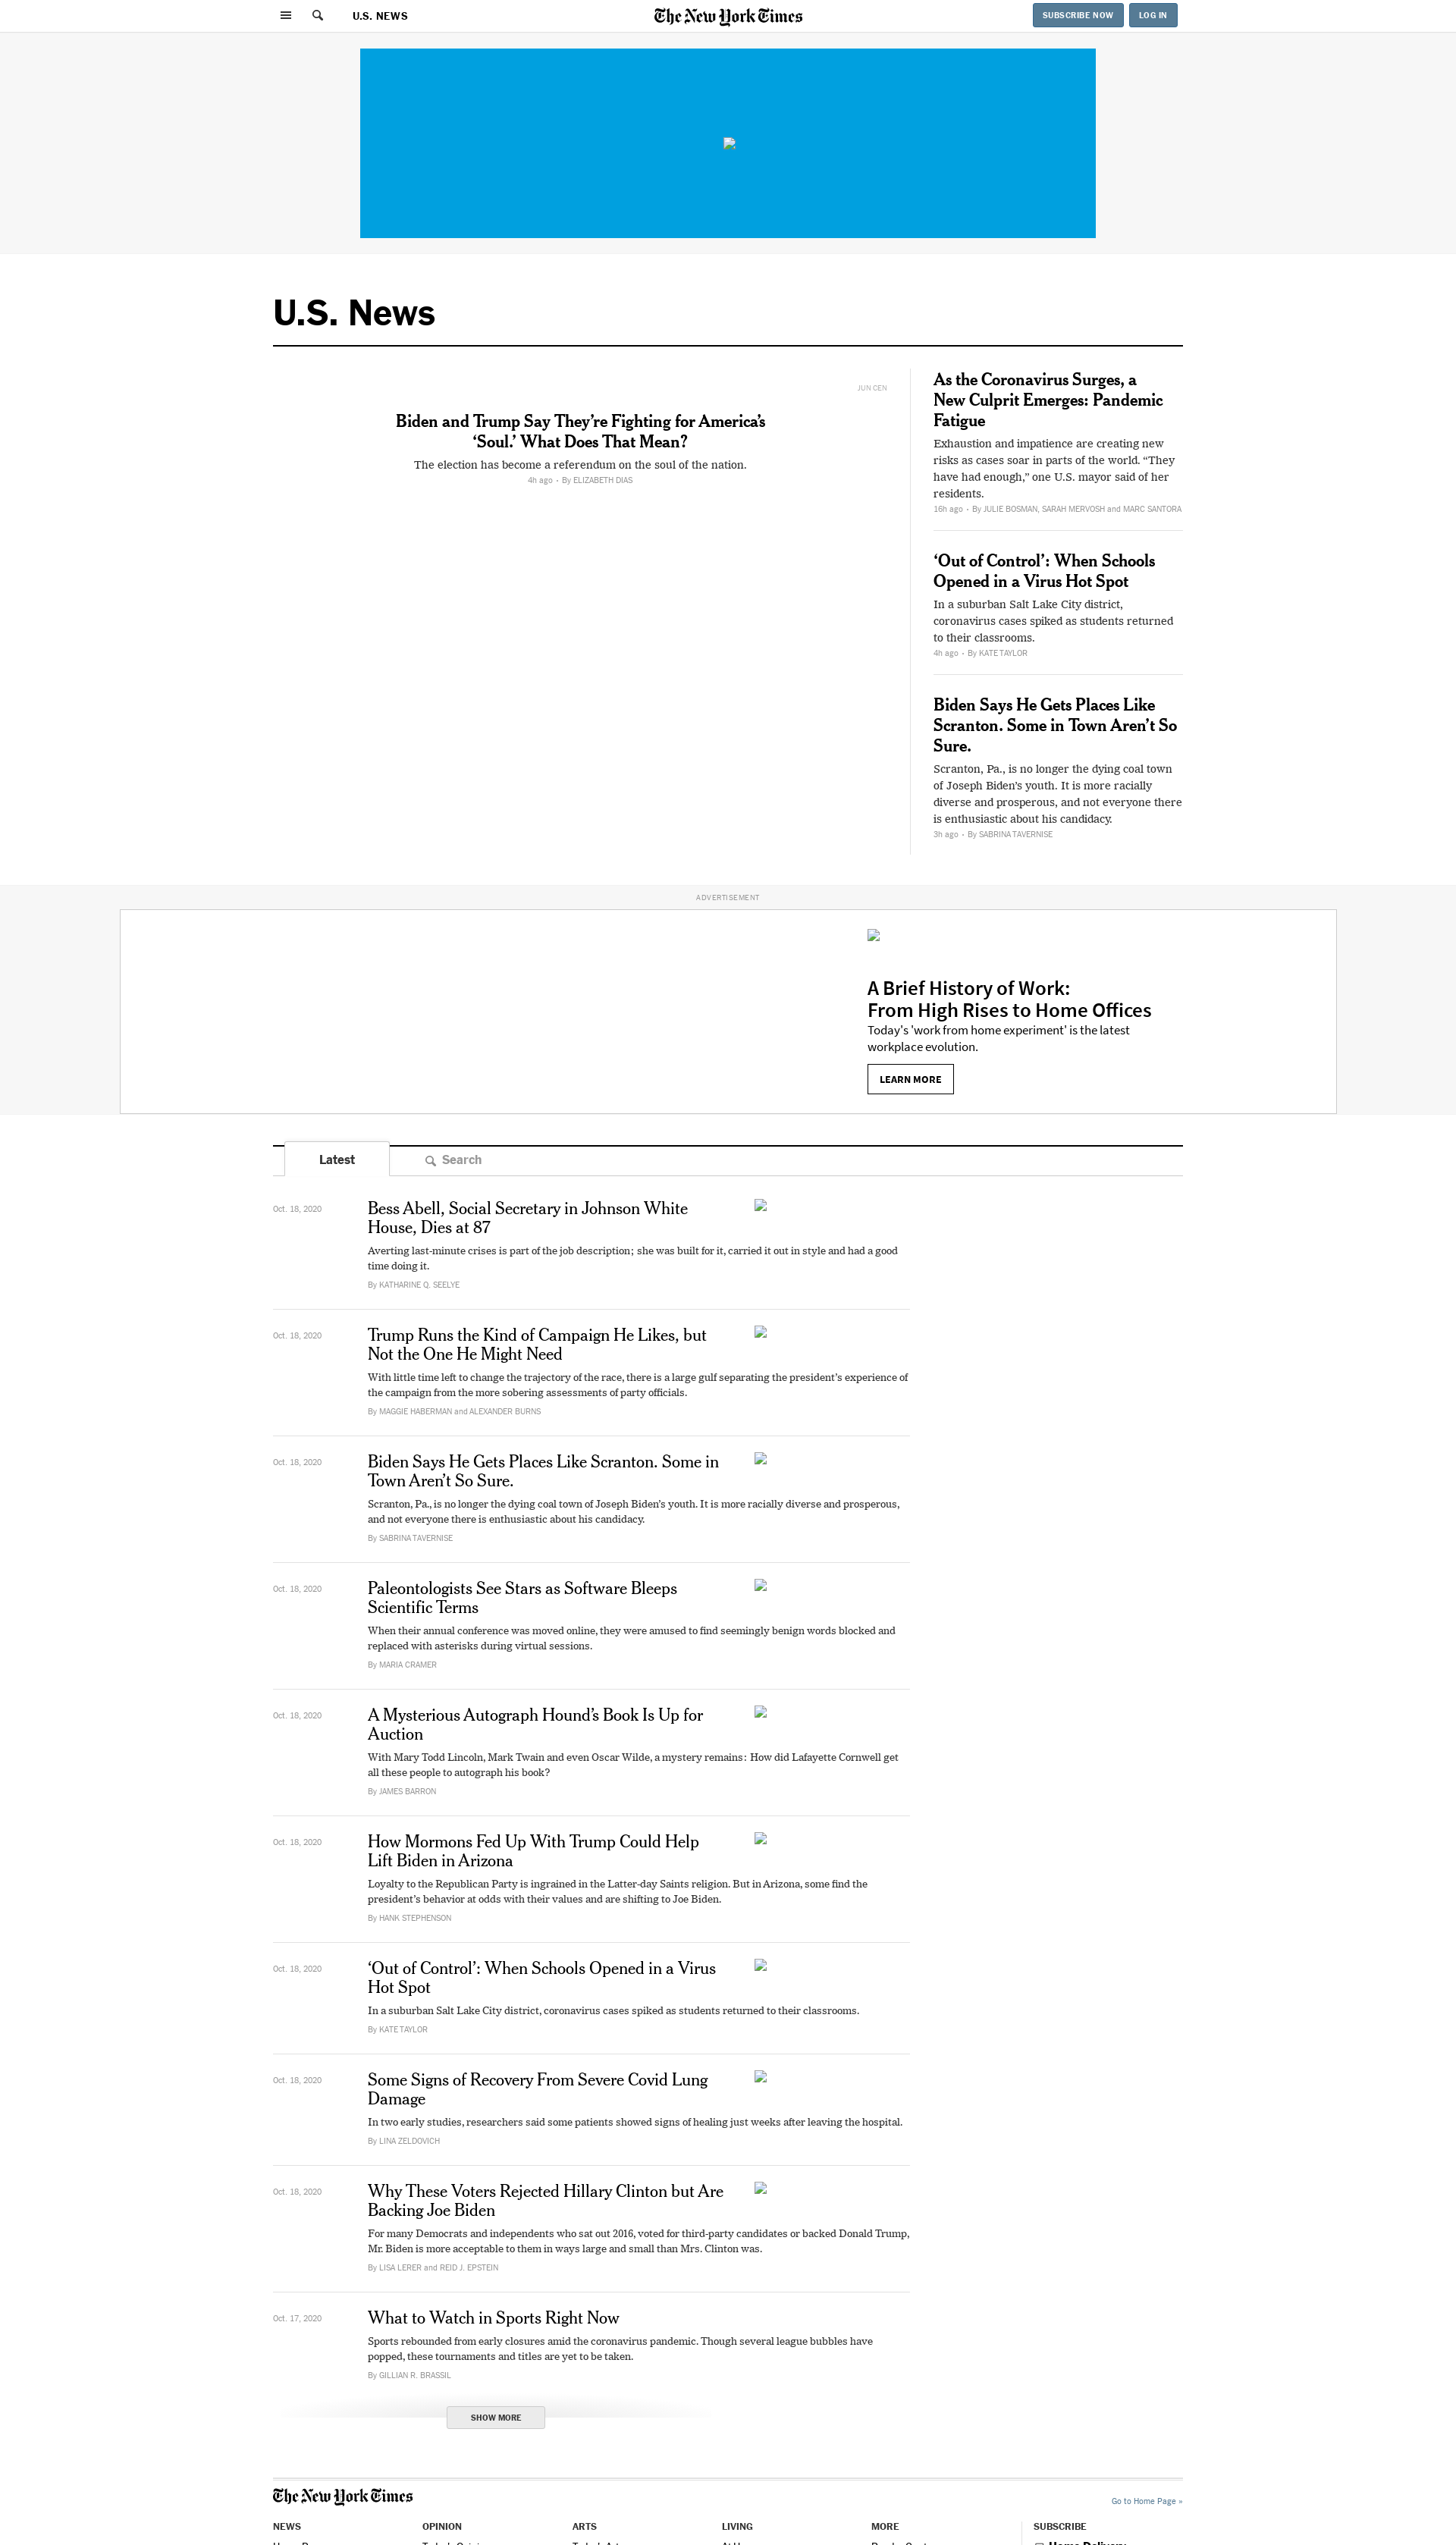 U.S. NEWS
The New York Times
SUBSCRIBE NOW
LOG IN
U.S. News
JUN CEN
Biden and Trump Say They’re Fighting for America’s
‘Soul.’ What Does That Mean?
The election has become a referendum on the soul of the nation.
4h ago • By ELIZABETH DIAS
As the Coronavirus Surges, a
New Culprit Emerges: Pandemic
Fatigue
Exhaustion and impatience are creating new
risks as cases soar in parts of the world. “They
have had enough,” one U.S. mayor said of her
residents.
16h ago • By JULIE BOSMAN, SARAH MERVOSH and MARC SANTORA
‘Out of Control’: When Schools
Opened in a Virus Hot Spot
In a suburban Salt Lake City district,
coronavirus cases spiked as students returned
to their classrooms.
4h ago • By KATE TAYLOR
Biden Says He Gets Places Like
Scranton. Some in Town Aren’t So
Sure.
Scranton, Pa., is no longer the dying coal town
of Joseph Biden’s youth. It is more racially
diverse and prosperous, and not everyone there
is enthusiastic about his candidacy.
3h ago • By SABRINA TAVERNISE
ADVERTISEMENT
A Brief History of Work:
From High Rises to Home Offices
Today's 'work from home experiment' is the latest
workplace evolution.
LEARN MORE
Latest
Search
Oct. 18, 2020
Bess Abell, Social Secretary in Johnson White
House, Dies at 87
Averting last-minute crises is part of the job description; she was built for it, carried it out in style and had a good
time doing it.
By KATHARINE Q. SEELYE
Oct. 18, 2020
Trump Runs the Kind of Campaign He Likes, but
Not the One He Might Need
With little time left to change the trajectory of the race, there is a large gulf separating the president’s experience of
the campaign from the more sobering assessments of party officials.
By MAGGIE HABERMAN and ALEXANDER BURNS
Oct. 18, 2020
Biden Says He Gets Places Like Scranton. Some in
Town Aren’t So Sure.
Scranton, Pa., is no longer the dying coal town of Joseph Biden’s youth. It is more racially diverse and prosperous,
and not everyone there is enthusiastic about his candidacy.
By SABRINA TAVERNISE
Oct. 18, 2020
Paleontologists See Stars as Software Bleeps
Scientific Terms
When their annual conference was moved online, they were amused to find seemingly benign words blocked and
replaced with asterisks during virtual sessions.
By MARIA CRAMER
Oct. 18, 2020
A Mysterious Autograph Hound’s Book Is Up for
Auction
With Mary Todd Lincoln, Mark Twain and even Oscar Wilde, a mystery remains: How did Lafayette Cornwell get
all these people to autograph his book?
By JAMES BARRON
Oct. 18, 2020
How Mormons Fed Up With Trump Could Help
Lift Biden in Arizona
Loyalty to the Republican Party is ingrained in the Latter-day Saints religion. But in Arizona, some find the
president’s behavior at odds with their values and are shifting to Joe Biden.
By HANK STEPHENSON
Oct. 18, 2020
‘Out of Control’: When Schools Opened in a Virus
Hot Spot
In a suburban Salt Lake City district, coronavirus cases spiked as students returned to their classrooms.
By KATE TAYLOR
Oct. 18, 2020
Some Signs of Recovery From Severe Covid Lung
Damage
In two early studies, researchers said some patients showed signs of healing just weeks after leaving the hospital.
By LINA ZELDOVICH
Oct. 18, 2020
Why These Voters Rejected Hillary Clinton but Are
Backing Joe Biden
For many Democrats and independents who sat out 2016, voted for third-party candidates or backed Donald Trump,
Mr. Biden is more acceptable to them in ways large and small than Mrs. Clinton was.
By LISA LERER and REID J. EPSTEIN
Oct. 17, 2020
What to Watch in Sports Right Now
Sports rebounded from early closures amid the coronavirus pandemic. Though several league bubbles have
popped, these tournaments and titles are yet to be taken.
By GILLIAN R. BRASSIL
SHOW MORE
The New York Times
Go to Home Page »
NEWS
OPINION
ARTS
LIVING
MORE
SUBSCRIBE
Home Delivery